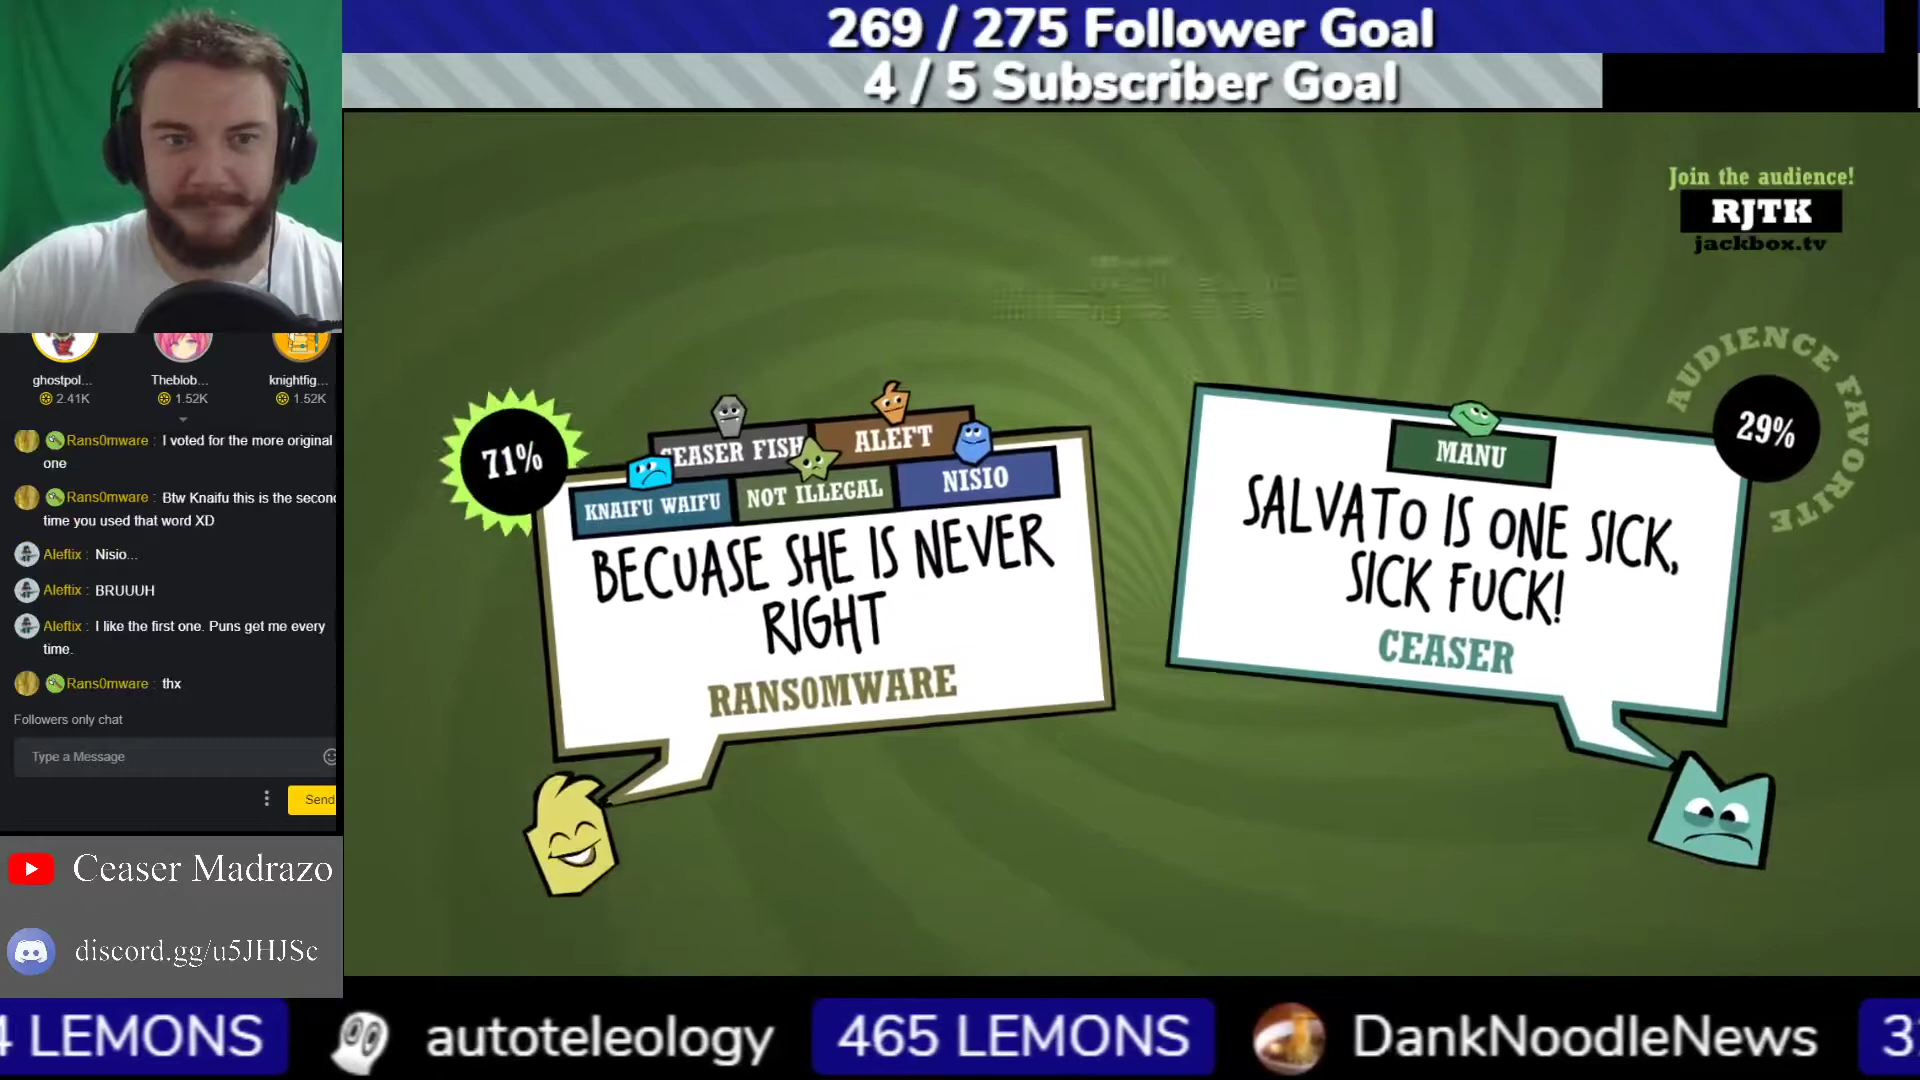 269 / 275 Follower Goal
4 / 5 Subscriber Goal
Join the audience!
RJTK
jackbox.tv
AUDIENCE FAVORITE
ghostpol...
Theblob...
knightfig...
2.41K
1.52K
1.52K
Rans0mware : I voted for the more original
one
Rans0mware : Btw Knaifu this is the second
time you used that word XD
Aleftix : Nisio...
Aleftix : BRUUUH
Aleftix : I like the first one. Puns get me every
time.
Rans0mware : thx
Followers only chat
Type a Message
Send
71%
CEASER FISH
ALEFT
KNAIFU WAIFU
NOT ILLEGAL
NISIO
BECUASE SHE IS NEVER
RIGHT
RANSOMWARE
29%
MANU
SALVATO IS ONE SICK,
SICK FUCK!
CEASER
Ceaser Madrazo
discord.gg/u5JHJSc
4 LEMONS
autoteleology
465 LEMONS
DankNoodleNews